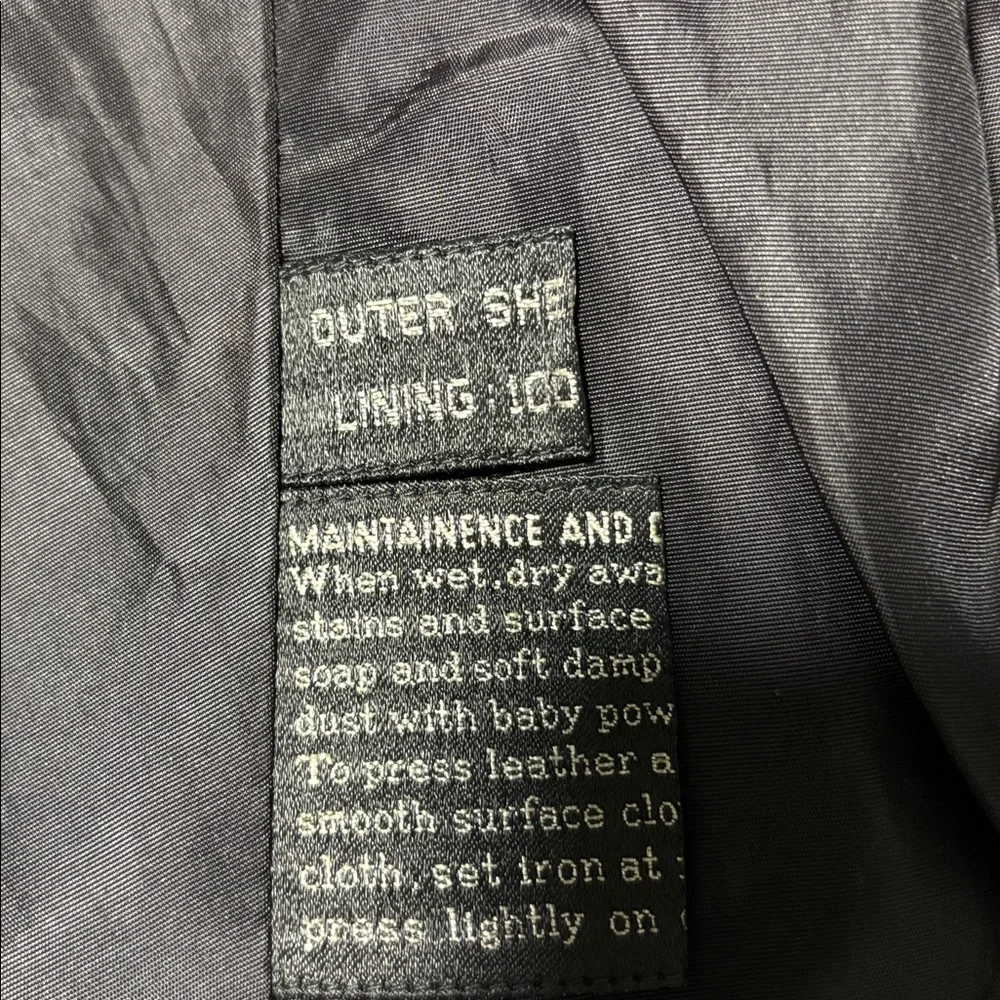 OUTER SHE
LINING : 100
MAINTAINENCE AND C
When wet.dry awa
stains and surface
soap and soft damp
dust with baby pow
To press leather a
smooth surface clo
cloth. set iron at
press lightly on